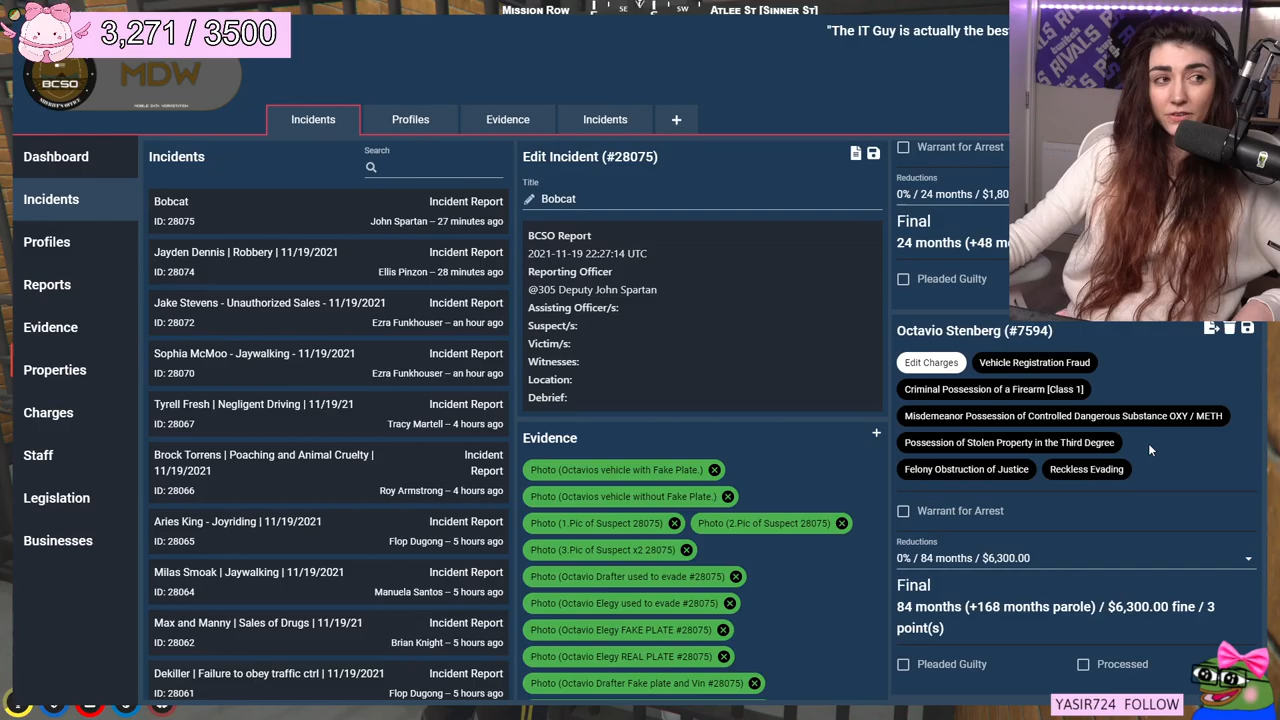 Mission Row
SE
SW
Atlee St [Sinner St]
3,271 / 3500
"The IT Guy is actually the bes
RIVALS
BCSO
SHERIFF'S OFFICE
MDW
MOBILE DATA WORKSTATION
Incidents
Profiles
Evidence
Incidents
+
Dashboard
Incidents
Profiles
Reports
Evidence
Properties
Charges
Staff
Legislation
Businesses
Incidents
Search
Bobcat Incident Report
ID: 28075 John Spartan – 27 minutes ago
Jayden Dennis | Robbery | 11/19/2021 Incident Report
ID: 28074 Ellis Pinzon – 28 minutes ago
Jake Stevens - Unauthorized Sales - 11/19/2021 Incident Report
ID: 28072 Ezra Funkhouser – an hour ago
Sophia McMoo - Jaywalking - 11/19/2021 Incident Report
ID: 28070 Ezra Funkhouser – an hour ago
Tyrell Fresh | Negligent Driving | 11/19/21 Incident Report
ID: 28067 Tracy Martell – 4 hours ago
Brock Torrens | Poaching and Animal Cruelty | Incident
11/19/2021 Report
ID: 28066 Roy Armstrong – 4 hours ago
Aries King - Joyriding | 11/19/2021 Incident Report
ID: 28065 Flop Dugong – 5 hours ago
Milas Smoak | Jaywalking | 11/19/2021 Incident Report
ID: 28064 Manuela Santos – 5 hours ago
Max and Manny | Sales of Drugs | 11/19/21 Incident Report
ID: 28062 Brian Knight – 5 hours ago
Dekiller | Failure to obey traffic ctrl | 11/19/2021 Incident Report
ID: 28061 Flop Dugong – 5 hours ago
Edit Incident (#28075)
Title
Bobcat
BCSO Report
2021-11-19 22:27:14 UTC
Reporting Officer
@305 Deputy John Spartan
Assisting Officer/s:
Suspect/s:
Victim/s:
Witnesses:
Location:
Debrief:
Evidence +
Photo (Octavios vehicle with Fake Plate.)
Photo (Octavios vehicle without Fake Plate.)
Photo (1.Pic of Suspect 28075) Photo (2.Pic of Suspect 28075)
Photo (3.Pic of Suspect x2 28075)
Photo (Octavio Drafter used to evade #28075)
Photo (Octavio Elegy used to evade #28075)
Photo (Octavio Elegy FAKE PLATE #28075)
Photo (Octavio Elegy REAL PLATE #28075)
Photo (Octavio Drafter Fake plate and Vin #28075)
Warrant for Arrest
Reductions
0% / 24 months / $1,80
Final
24 months (+48 m
Pleaded Guilty
Octavio Stenberg (#7594)
Edit Charges Vehicle Registration Fraud
Criminal Possession of a Firearm [Class 1]
Misdemeanor Possession of Controlled Dangerous Substance OXY / METH
Possession of Stolen Property in the Third Degree
Felony Obstruction of Justice Reckless Evading
Warrant for Arrest
Reductions
0% / 84 months / $6,300.00
Final
84 months (+168 months parole) / $6,300.00 fine / 3
point(s)
Pleaded Guilty Processed
YASIR724 FOLLOW